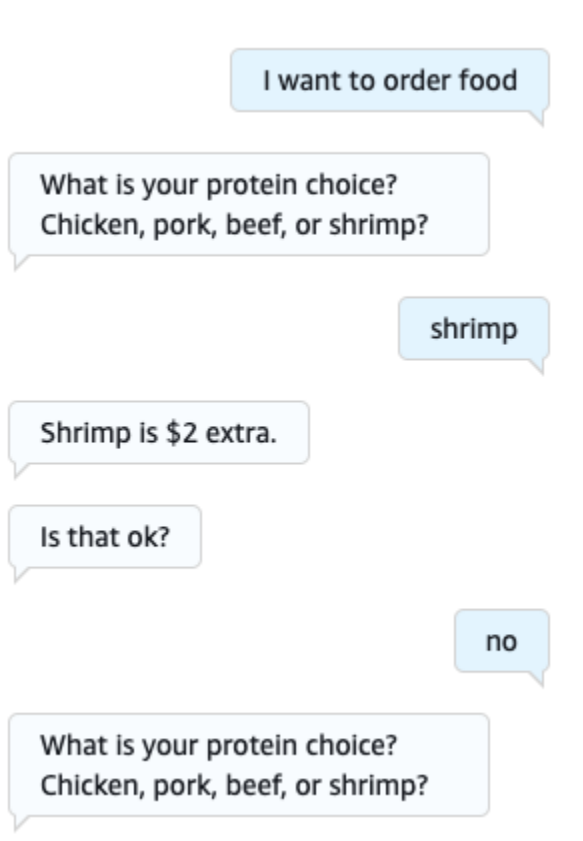 I want to order food
What is your protein choice?
Chicken, pork, beef, or shrimp?
shrimp
Shrimp is $2 extra.
Is that ok?
no
What is your protein choice?
Chicken, pork, beef, or shrimp?